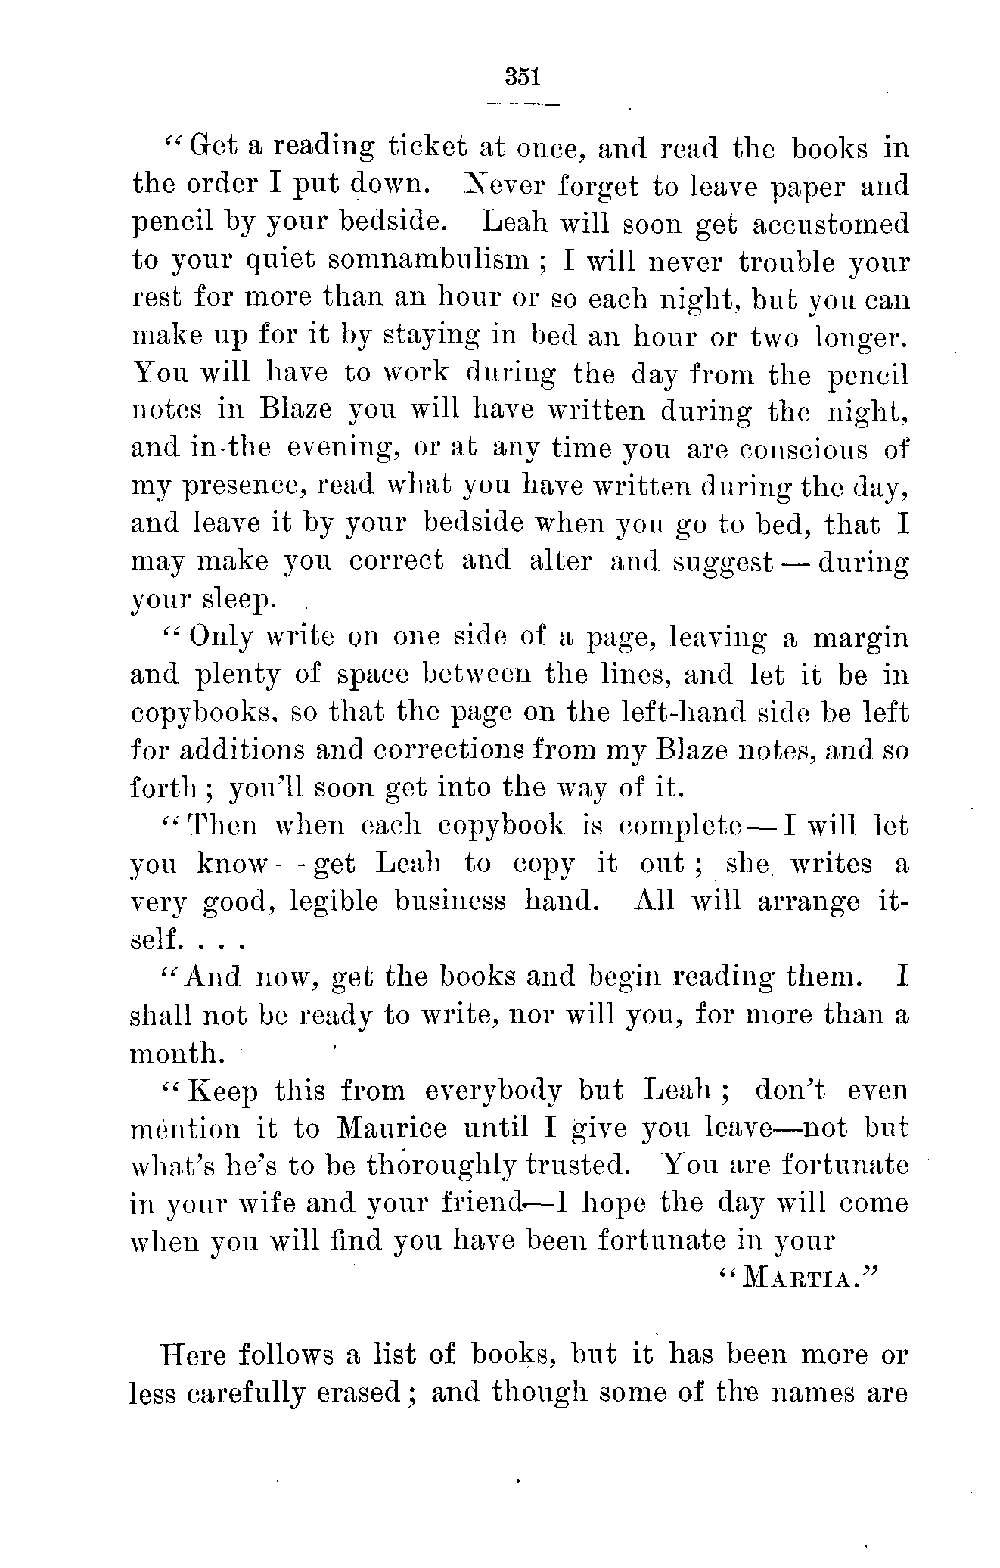 351
“Get a reading ticket at once, and read the books in
the order I put down. Never forget to leave paper and
pencil by your bedside. Leah will soon get accustomed
to your quiet somnambulism; I will never trouble your
rest for more than an hour or so each night, but you can
make up for it by staying in bed an hour or two longer.
You will have to work during the day from the pencil
notes in Blaze you will have written during the night,
and in the evening, or at any time you are conscious of
my presence, read what you have written during the day,
and leave it by your bedside when you go to bed, that I
may make you correct and alter and suggest — during
your sleep.
“Only write on one side of a page, leaving a margin
and plenty of space between the lines, and let it be in
copybooks, so that the page on the left-hand side be left
for additions and corrections from my Blaze notes, and so
forth; you'll soon get into the way of it.
“Then when each copybook is complete—I will let
you know--get Leah to copy it out; she writes a
very good, legible business hand. All will arrange it-
self. . . .
“And now, get the books and begin reading them. I
shall not be ready to write, nor will you, for more than a
month.
“Keep this from everybody but Leah; don't even
mention it to Maurice until I give you leave—not but
what's he's to be thoroughly trusted. You are fortunate
in your wife and your friend—I hope the day will come
when you will find you have been fortunate in your
“MARTIA.”
Here follows a list of books, but it has been more or
less carefully erased; and though some of the names are